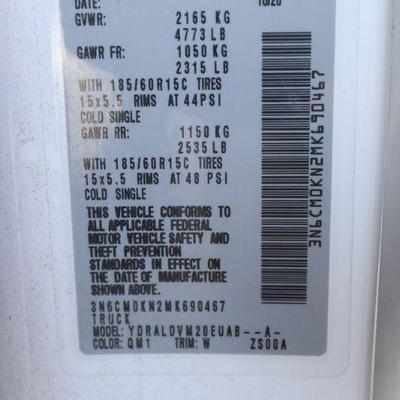 DATE: 10/20
GVWR: 2165 KG
4773 LB
GAWR FR: 1050 KG
2315 LB
WITH 185/60R15C TIRES
15x5.5 RIMS AT 44PSI
COLD SINGLE
GAWR RR: 1150 KG
2535 LB
WITH 185/60R15C TIRES
15x5.5 RIMS AT 48 PSI
COLD SINGLE
THIS VEHICLE CONFORMS TO
ALL APPLICABLE FEDERAL
MOTOR VEHICLE SAFETY AND
THEFT PREVENTION
STANDARDS IN EFFECT ON
THE DATE OF MANUFACTURE
SHOWN ABOVE.
3N6CM0KN2MK690467
TRUCK
MODEL: YDRALDVM20EUAB--A-
COLOR: QM1 TRIM: W ZS00A
3N6CM0KN2MK690467